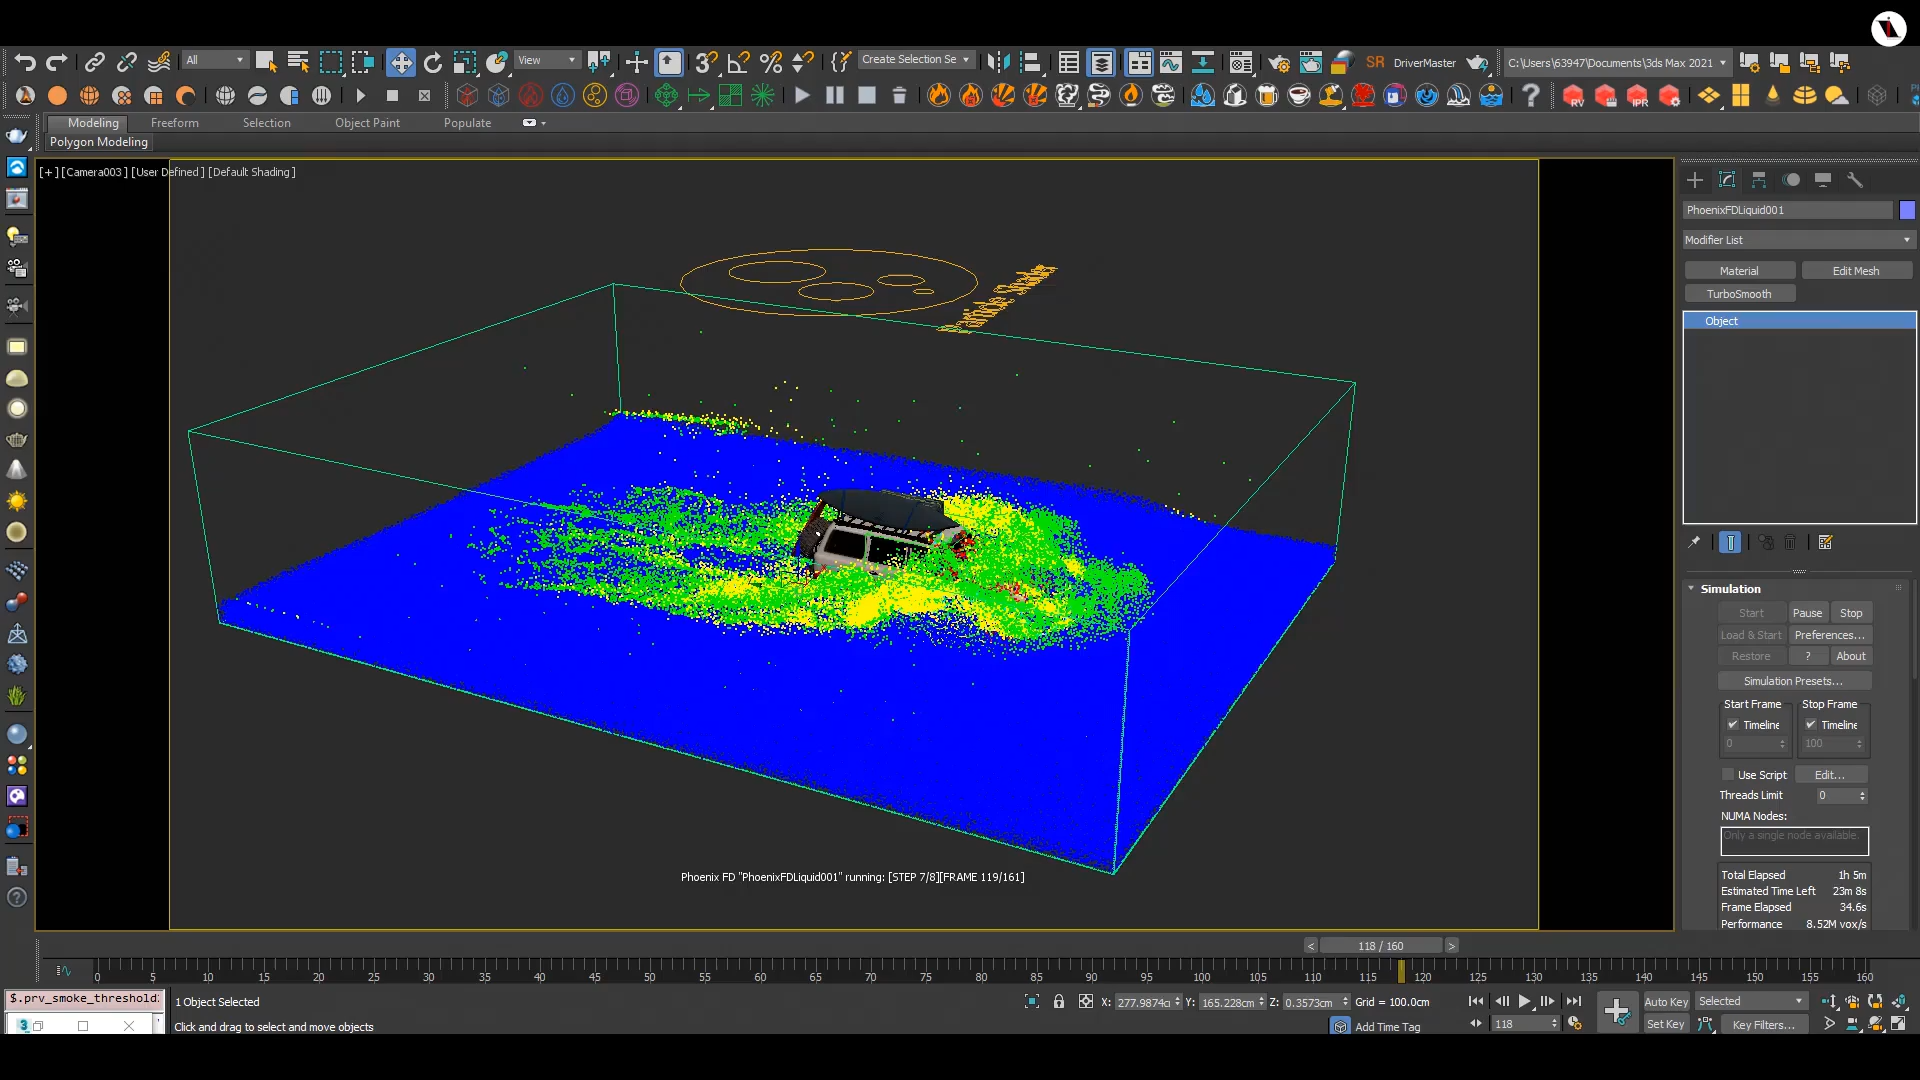 All
View
Create Selection Se
SR
DriverMaster
C:\Users\63947\Documents\3ds Max 2021
RV
IPR
Modeling
Freeform
Selection
Object Paint
Populate
Polygon Modeling
[+] [Camera003] [User Defined] [Default Shading]
Particle Shader
Phoenix FD "PhoenixFDLiquid001" running: [STEP 7/8][FRAME 119/161]
PhoenixFDLiquid001
Modifier List
Material
Edit Mesh
TurboSmooth
Object
Simulation
Start
Pause
Stop
Load & Start
Preferences...
Restore
?
About
Simulation Presets...
Start Frame
Stop Frame
Timeline
Timeline
0
100
Use Script
Edit...
Threads Limit
0
NUMA Nodes:
Only a single node available.
Total Elapsed 1h 5m
Estimated Time Left 23m 8s
Frame Elapsed 34.6s
Performance 8.52M vox/s
< 118 / 160 >
0 5 10 15 20 25 30 35 40 45 50 55 60 65 70 75 80 85 90 95 100 105 110 115 120 125 130 135 140 145 150 155 160
$.prv_smoke_threshold:
1 Object Selected
X: 277.9874c
Y: 165.228cm
Z: 0.3573cm
Grid = 100.0cm
Auto Key
Selected
3
Click and drag to select and move objects
Add Time Tag
118
Set Key
Key Filters...